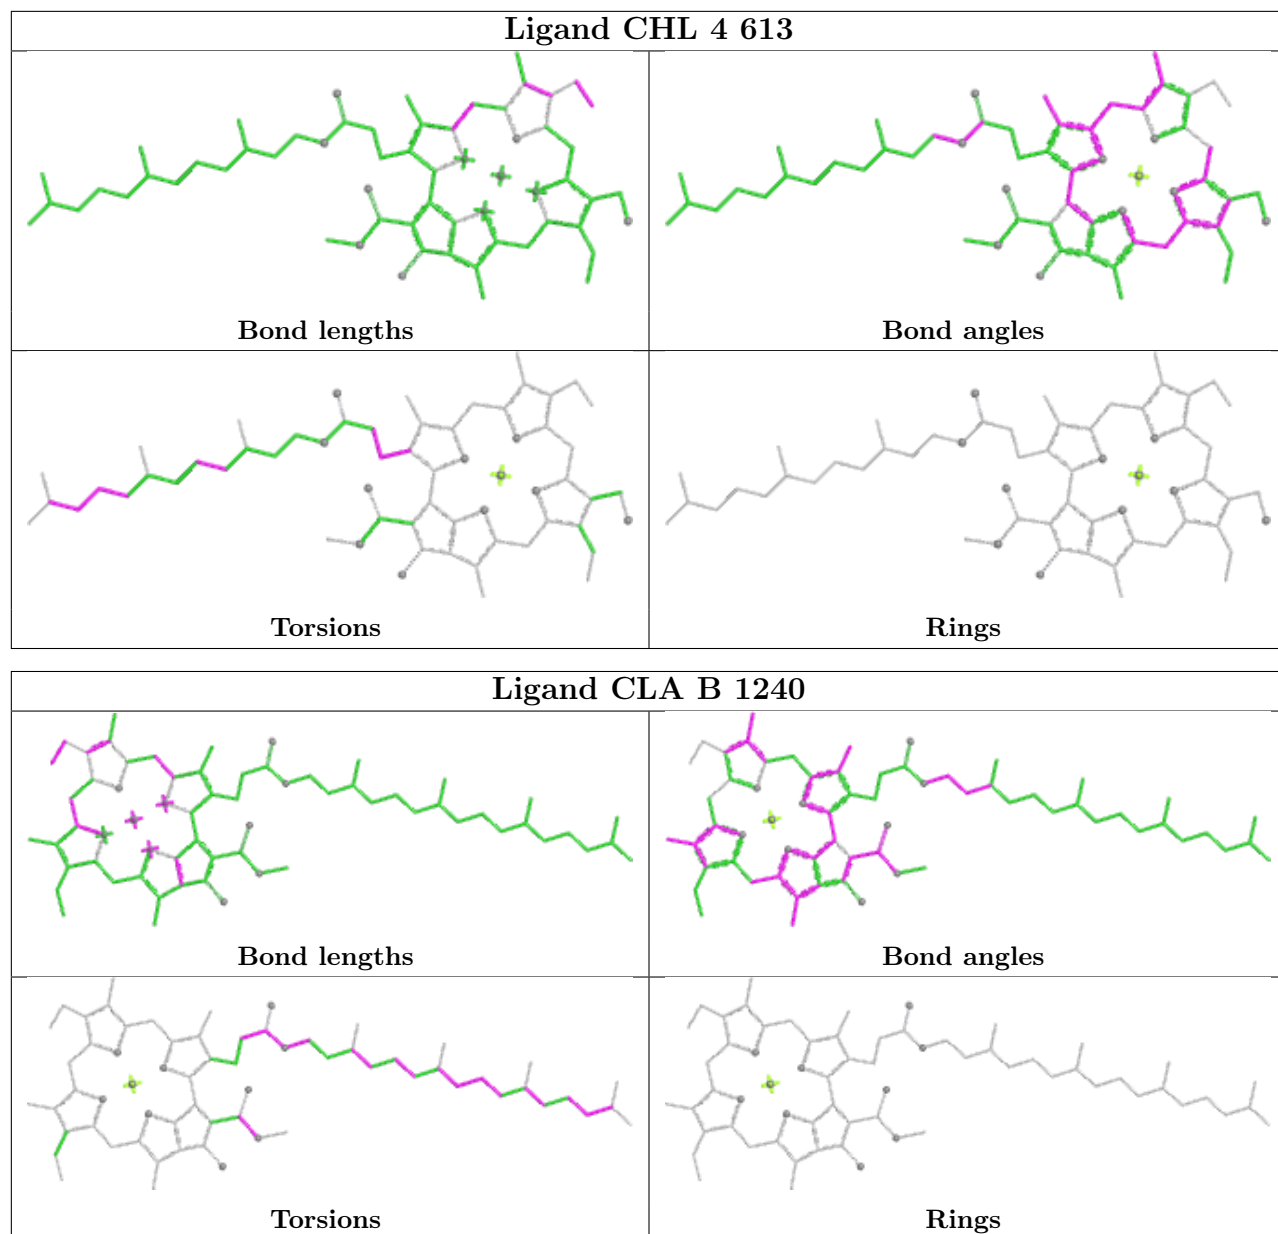 Ligand CHL 4 613
Bond lengths
Bond angles
Torsions
Rings
Ligand CLA B 1240
Bond lengths
Bond angles
Torsions
Rings